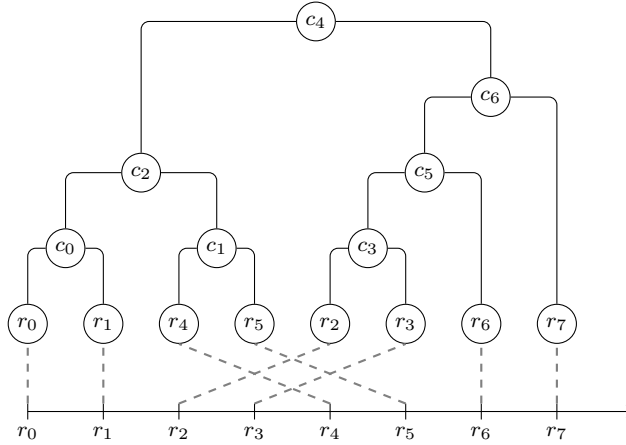 c₄
c₆
c₂ c₅
c₀ c₁ c₃
r₀ r₁ r₄ r₅ r₂ r₃ r₆ r₇
r₀ r₁ r₂ r₃ r₄ r₅ r₆ r₇